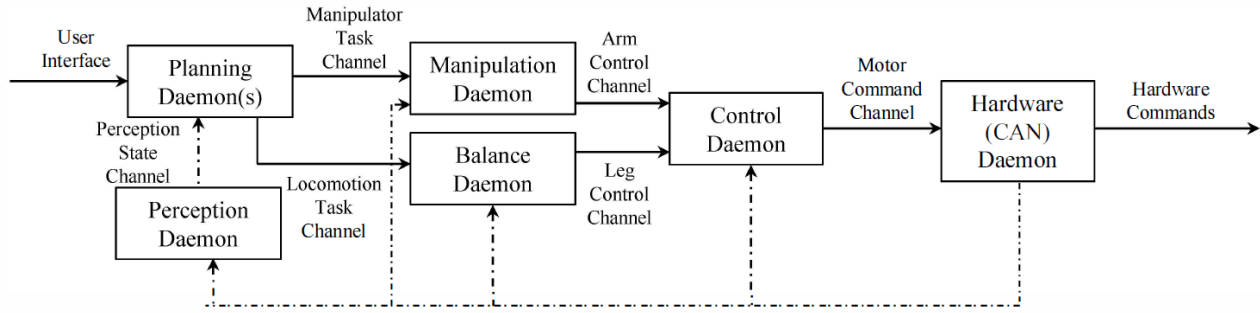 User
Interface
Planning
Daemon(s)
Manipulator
Task
Channel
Manipulation
Daemon
Arm
Control
Channel
Control
Daemon
Motor
Command
Channel
Hardware
(CAN)
Daemon
Hardware
Commands
Perception
State
Channel
Locomotion
Task
Channel
Balance
Daemon
Leg
Control
Channel
Perception
Daemon